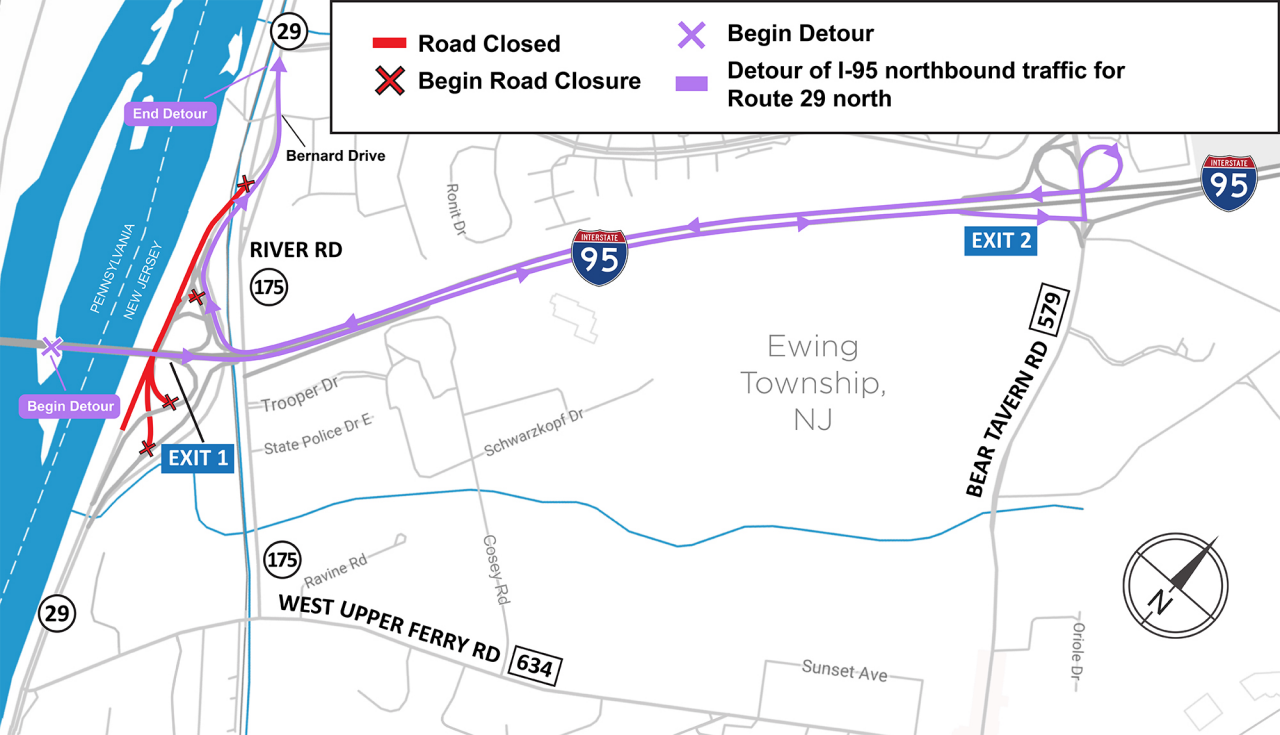 29
Road Closed
Begin Road Closure
Begin Detour
Detour of I-95 northbound traffic for
Route 29 north
End Detour
Bernard Drive
INTERSTATE
95
Ronit Dr
PENNSYLVANIA
NEW JERSEY
RIVER RD
175
INTERSTATE
95
EXIT 2
579
BEAR TAVERN RD
Ewing
Township,
NJ
Begin Detour
Trooper Dr
State Police Dr E
Schwarzkopf Dr
EXIT 1
175
Ravine Rd
Cosey Rd
29
WEST UPPER FERRY RD
634
Sunset Ave
Oriole Dr
N